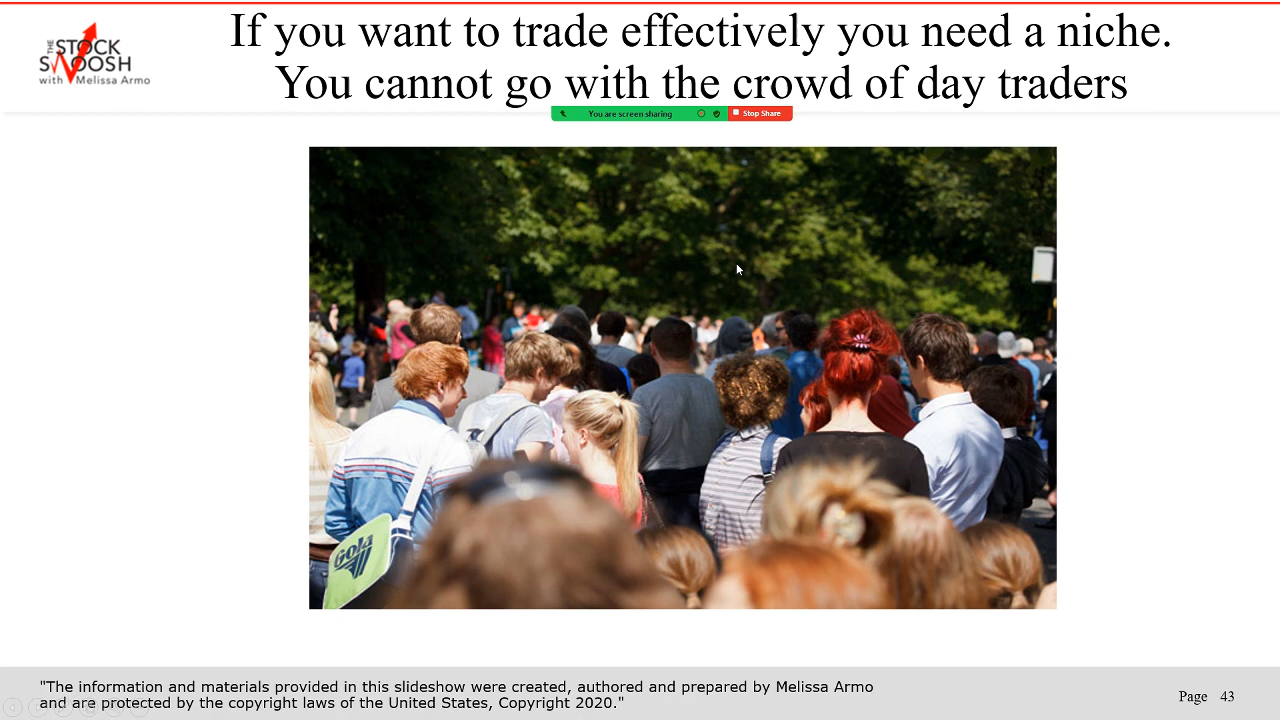 THE
STOCK
SWOOSH
with Melissa Armo
If you want to trade effectively you need a niche.
You cannot go with the crowd of day traders
You are screen sharing
Stop Share
GOLA
"The information and materials provided in this slideshow were created, authored and prepared by Melissa Armo
and are protected by the copyright laws of the United States, Copyright 2020."
Page 43